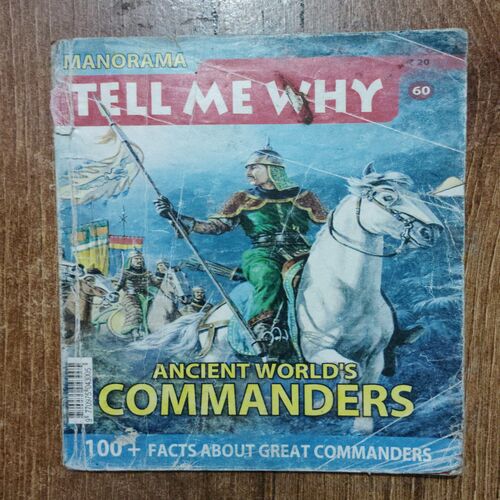 MANORAMA
₹ 20
TELL ME WHY
60
ANCIENT WORLD'S
COMMANDERS
100 + FACTS ABOUT GREAT COMMANDERS